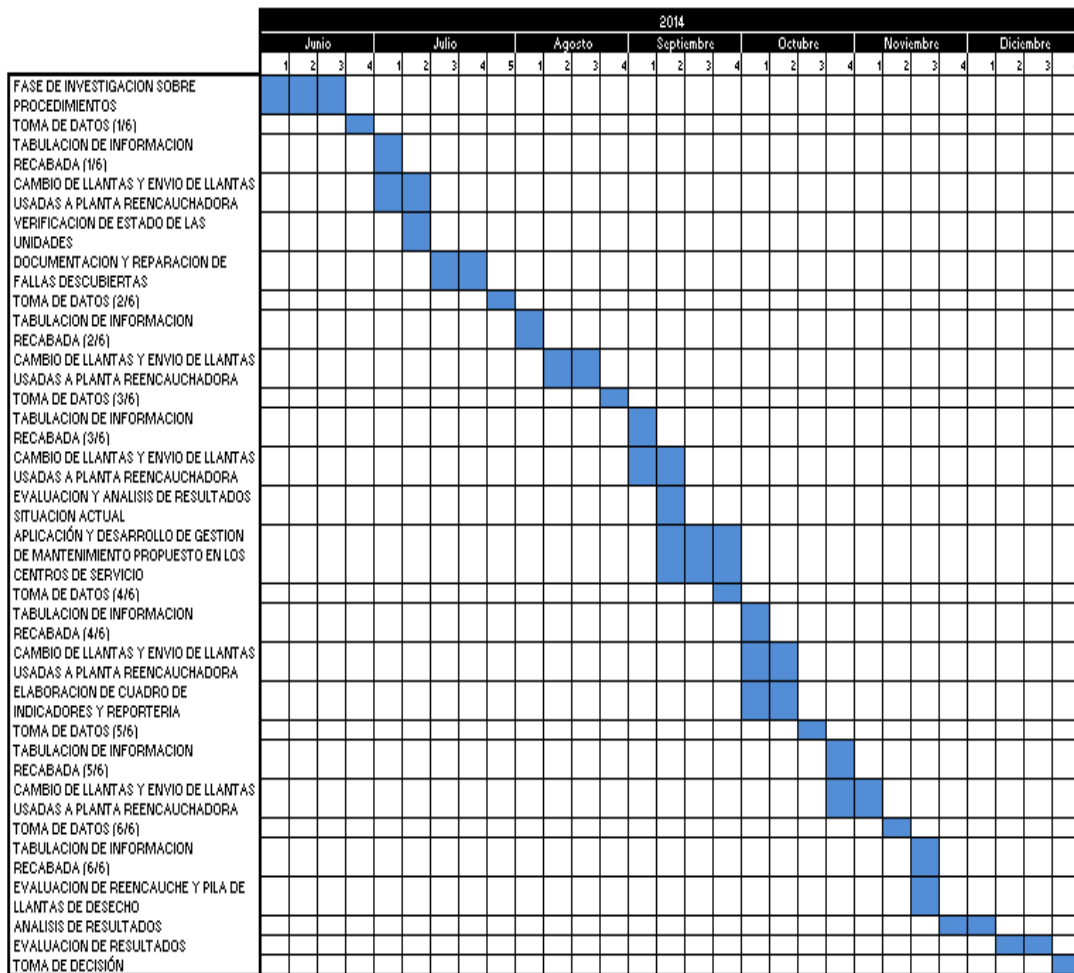 2014
Junio Julio Agosto Septiembre Octubre Noviembre Diciembre
1 2 3 4 1 2 3 4 5 1 2 3 4 1 2 3 4 1 2 3 4 1 2 3 4 1 2 3
FASE DE INVESTIGACION SOBRE
PROCEDIMIENTOS
TOMA DE DATOS (1/6)
TABULACION DE INFORMACION
RECABADA (1/6)
CAMBIO DE LLANTAS Y ENVIO DE LLANTAS
USADAS A PLANTA REENCAUCHADORA
VERIFICACION DE ESTADO DE LAS
UNIDADES
DOCUMENTACION Y REPARACION DE
FALLAS DESCUBIERTAS
TOMA DE DATOS (2/6)
TABULACION DE INFORMACION
RECABADA (2/6)
CAMBIO DE LLANTAS Y ENVIO DE LLANTAS
USADAS A PLANTA REENCAUCHADORA
TOMA DE DATOS (3/6)
TABULACION DE INFORMACION
RECABADA (3/6)
CAMBIO DE LLANTAS Y ENVIO DE LLANTAS
USADAS A PLANTA REENCAUCHADORA
EVALUACION Y ANALISIS DE RESULTADOS
SITUACION ACTUAL
APLICACIÓN Y DESARROLLO DE GESTION
DE MANTENIMIENTO PROPUESTO EN LOS
CENTROS DE SERVICIO
TOMA DE DATOS (4/6)
TABULACION DE INFORMACION
RECABADA (4/6)
CAMBIO DE LLANTAS Y ENVIO DE LLANTAS
USADAS A PLANTA REENCAUCHADORA
ELABORACION DE CUADRO DE
INDICADORES Y REPORTERIA
TOMA DE DATOS (5/6)
TABULACION DE INFORMACION
RECABADA (5/6)
CAMBIO DE LLANTAS Y ENVIO DE LLANTAS
USADAS A PLANTA REENCAUCHADORA
TOMA DE DATOS (6/6)
TABULACION DE INFORMACION
RECABADA (6/6)
EVALUACION DE REENCAUCHE Y PILA DE
LLANTAS DE DESECHO
ANALISIS DE RESULTADOS
EVALUACION DE RESULTADOS
TOMA DE DECISIÓN